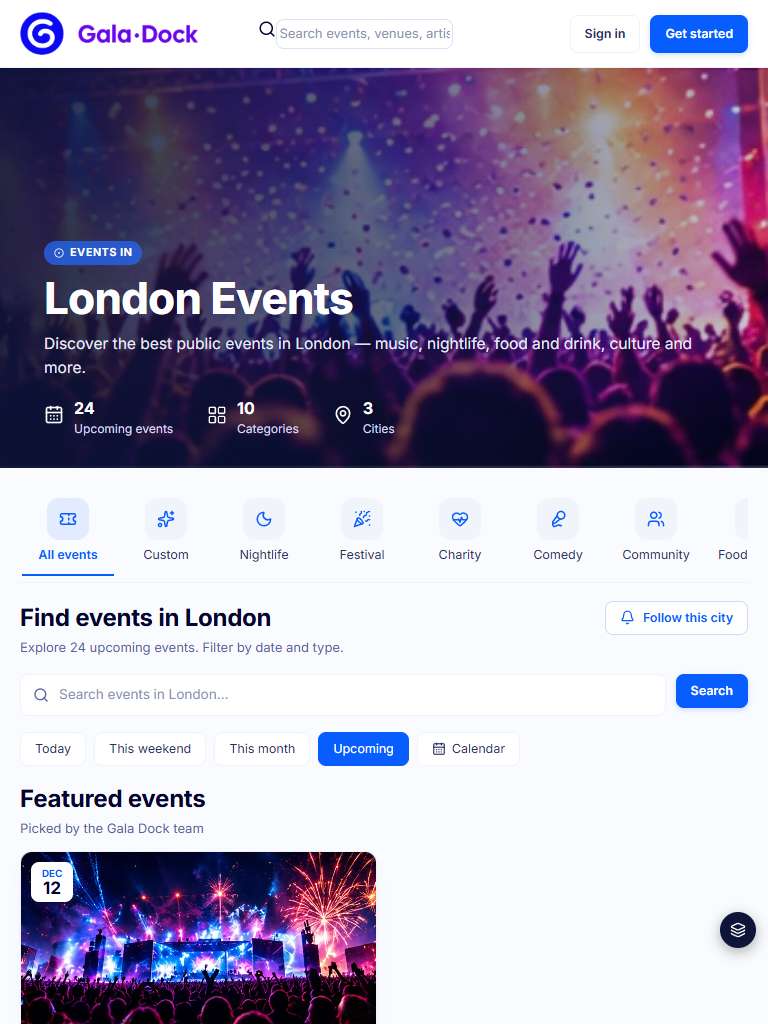 Gala·Dock
Search events, venues, artis
Sign in
Get started
EVENTS IN
London Events
Discover the best public events in London — music, nightlife, food and drink, culture and
more.
24
Upcoming events
10
Categories
3
Cities
All events
Custom
Nightlife
Festival
Charity
Comedy
Community
Food
Find events in London
Follow this city
Explore 24 upcoming events. Filter by date and type.
Search events in London...
Search
Today
This weekend
This month
Upcoming
Calendar
Featured events
Picked by the Gala Dock team
DEC
12